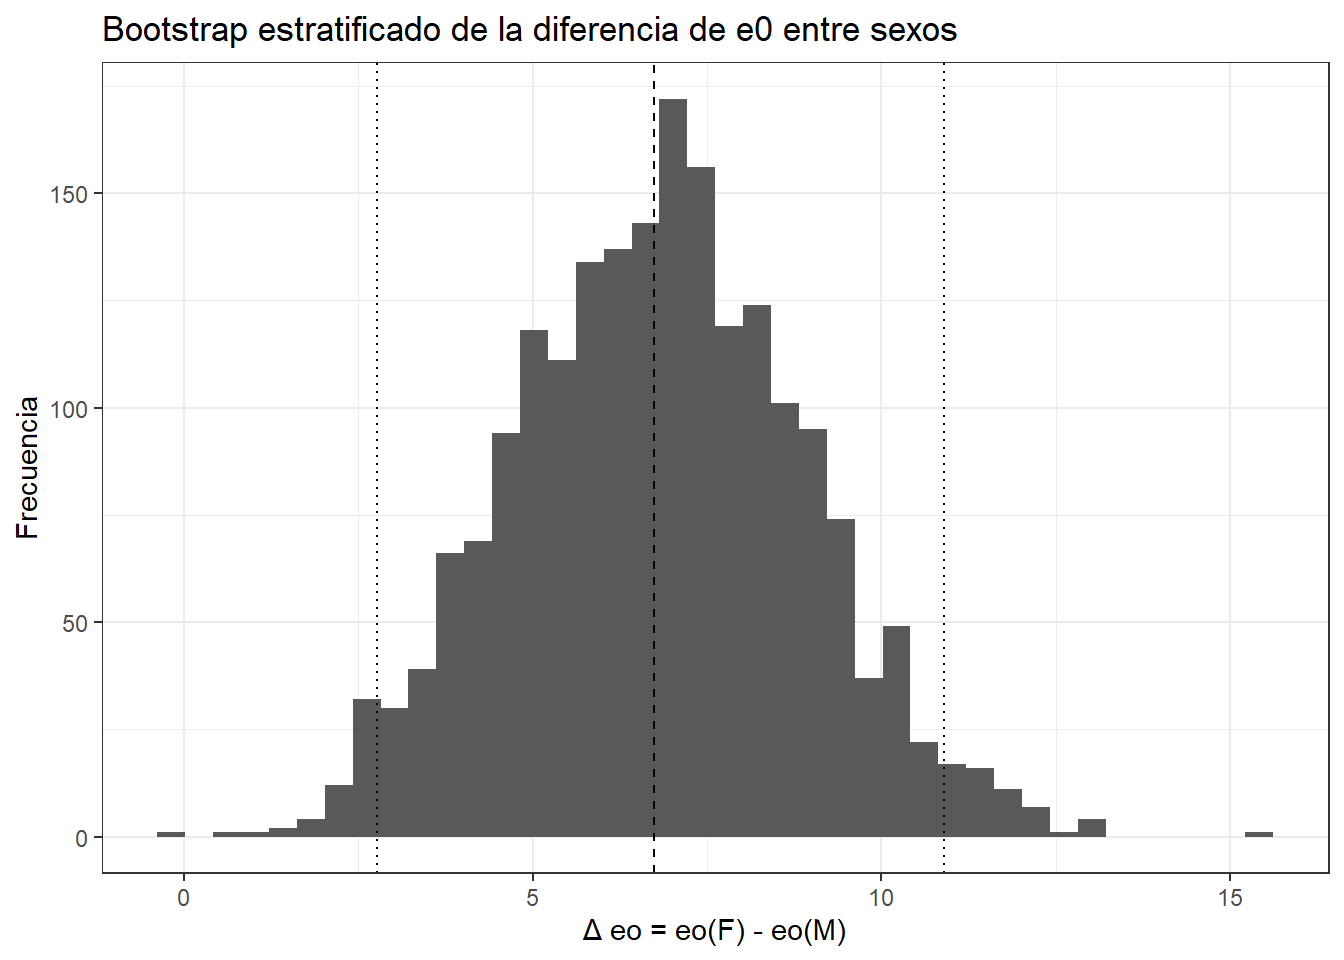 Bootstrap estratificado de la diferencia de e0 entre sexos
Frecuencia
150
100
50
0
0 5 10 15
Δ eo = eo(F) - eo(M)